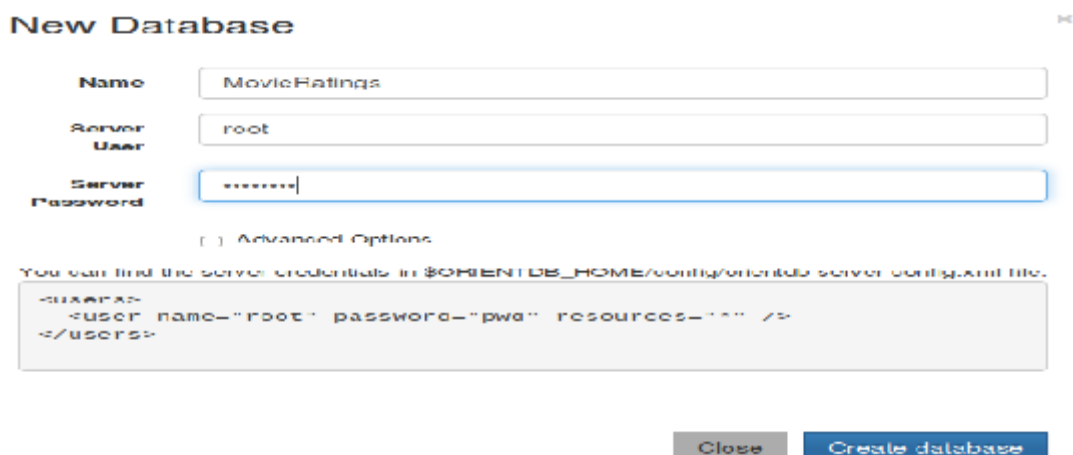 New Database
Name
MovieRatings
Server
User
root
Server
Password
••••••••
Advanced Options
You can find the server credentials in $ORIENTDB_HOME/config/orientdb-server-config.xml file.
<users>
<user name="root" password="pwd" resources="*" />
</users>
Close
Create database